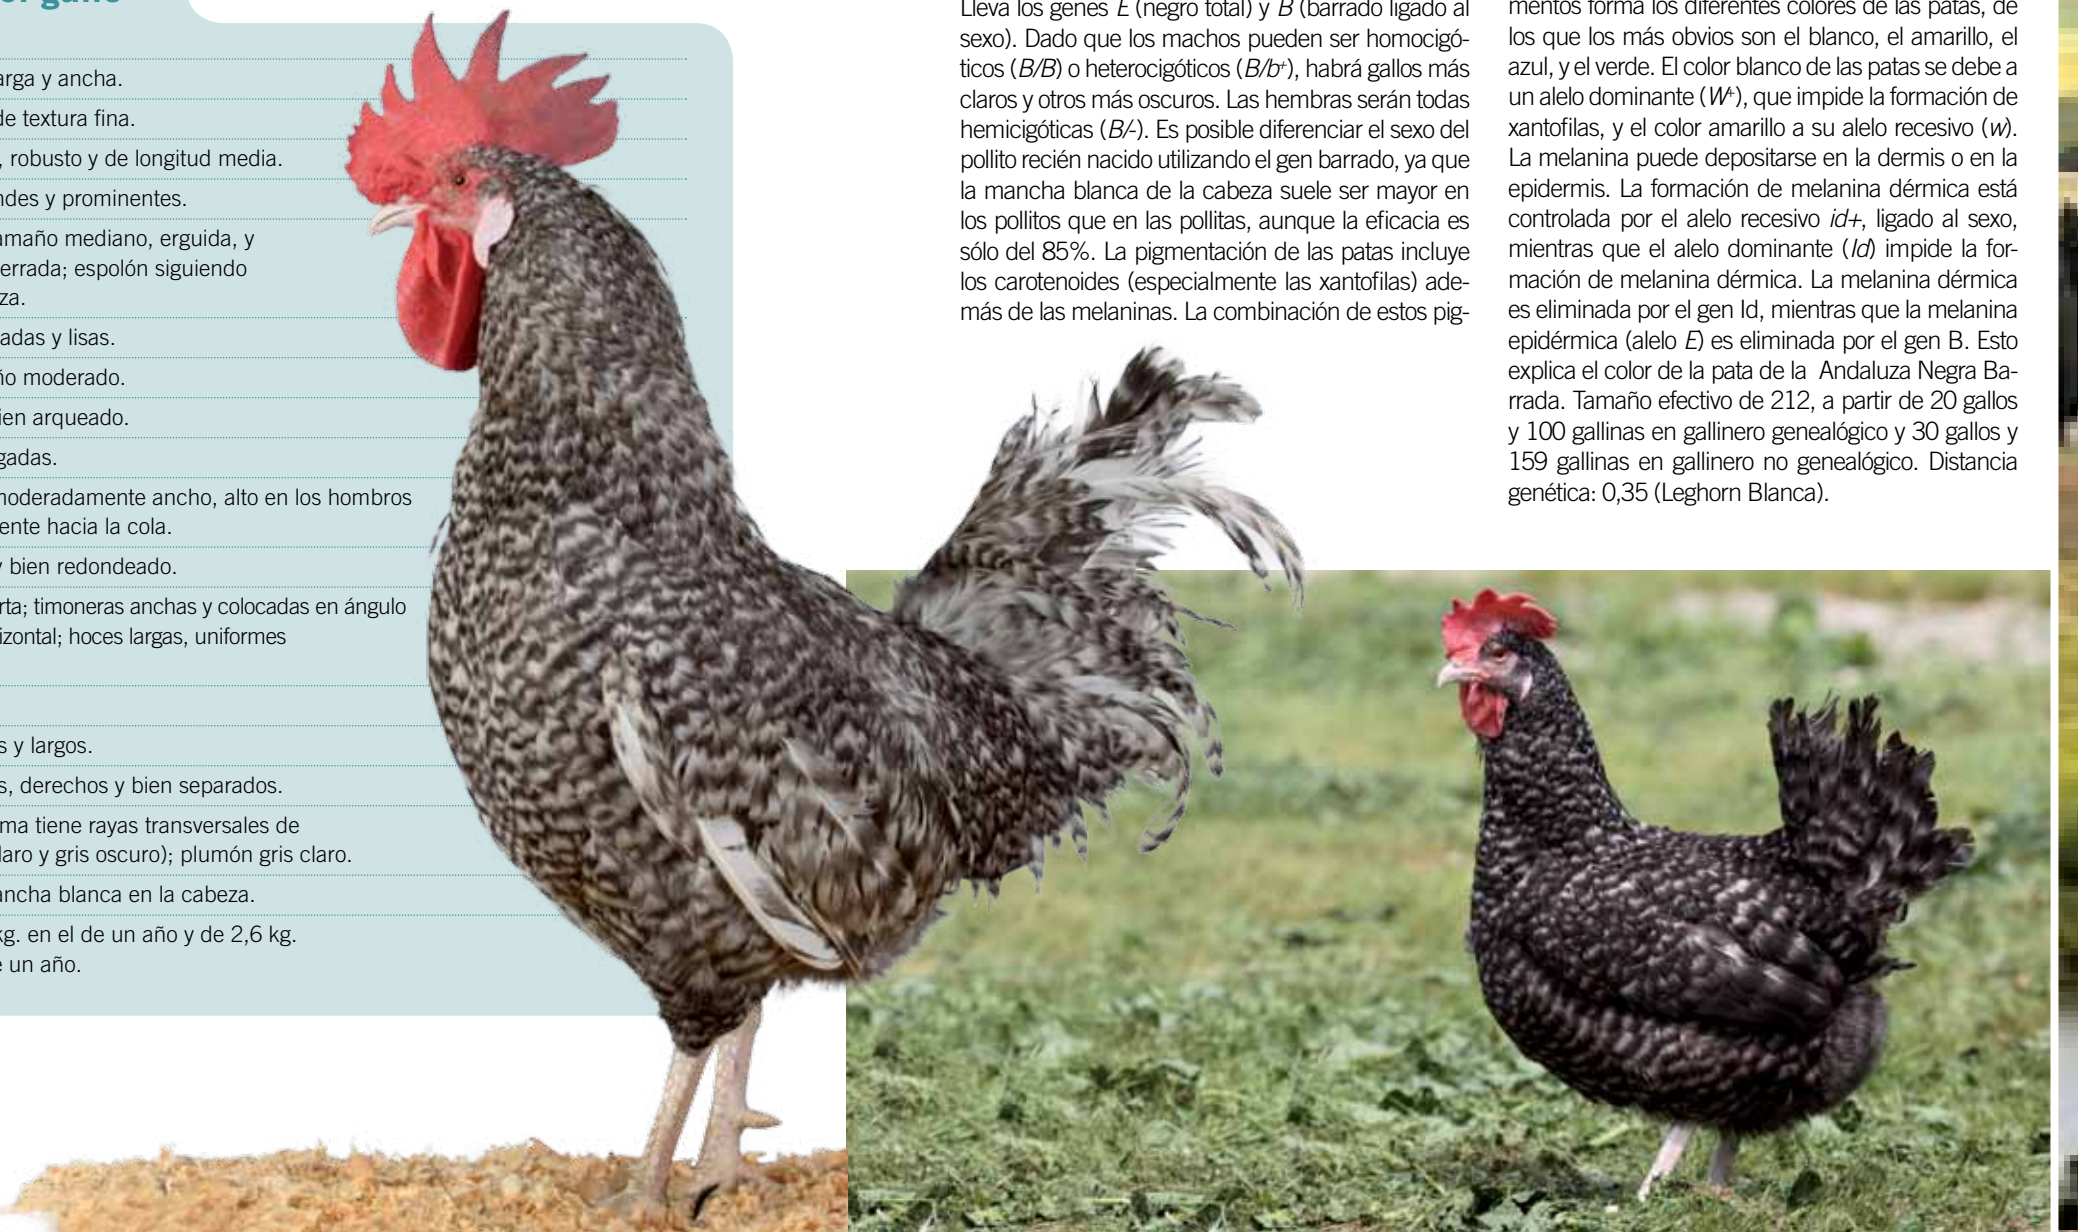 gallo
arga y ancha.
de textura fina.
, robusto y de longitud media.
ndes y prominentes.
amaño mediano, erguida, y
errada; espolón siguiendo
za.
adas y lisas.
ño moderado.
ien arqueado.
gadas.
moderadamente ancho, alto en los hombros
ente hacia la cola.
y bien redondeado.
rta; timoneras anchas y colocadas en ángulo
izontal; hoces largas, uniformes
s y largos.
s, derechos y bien separados.
ma tiene rayas transversales de
laro y gris oscuro); plumón gris claro.
ancha blanca en la cabeza.
kg. en el de un año y de 2,6 kg.
e un año.
Lleva los genes E (negro total) y B (barrado ligado al
sexo). Dado que los machos pueden ser homocigó-
ticos (B/B) o heterocigóticos (B/b+), habrá gallos más
claros y otros más oscuros. Las hembras serán todas
hemicigóticas (B/-). Es posible diferenciar el sexo del
pollito recién nacido utilizando el gen barrado, ya que
la mancha blanca de la cabeza suele ser mayor en
los pollitos que en las pollitas, aunque la eficacia es
sólo del 85%. La pigmentación de las patas incluye
los carotenoides (especialmente las xantofilas) ade-
más de las melaninas. La combinación de estos pig-
mentos forma los diferentes colores de las patas, de
los que los más obvios son el blanco, el amarillo, el
azul, y el verde. El color blanco de las patas se debe a
un alelo dominante (W+), que impide la formación de
xantofilas, y el color amarillo a su alelo recesivo (w).
La melanina puede depositarse en la dermis o en la
epidermis. La formación de melanina dérmica está
controlada por el alelo recesivo id+, ligado al sexo,
mientras que el alelo dominante (Id) impide la for-
mación de melanina dérmica. La melanina dérmica
es eliminada por el gen Id, mientras que la melanina
epidérmica (alelo E) es eliminada por el gen B. Esto
explica el color de la pata de la Andaluza Negra Ba-
rrada. Tamaño efectivo de 212, a partir de 20 gallos
y 100 gallinas en gallinero genealógico y 30 gallos y
159 gallinas en gallinero no genealógico. Distancia
genética: 0,35 (Leghorn Blanca).